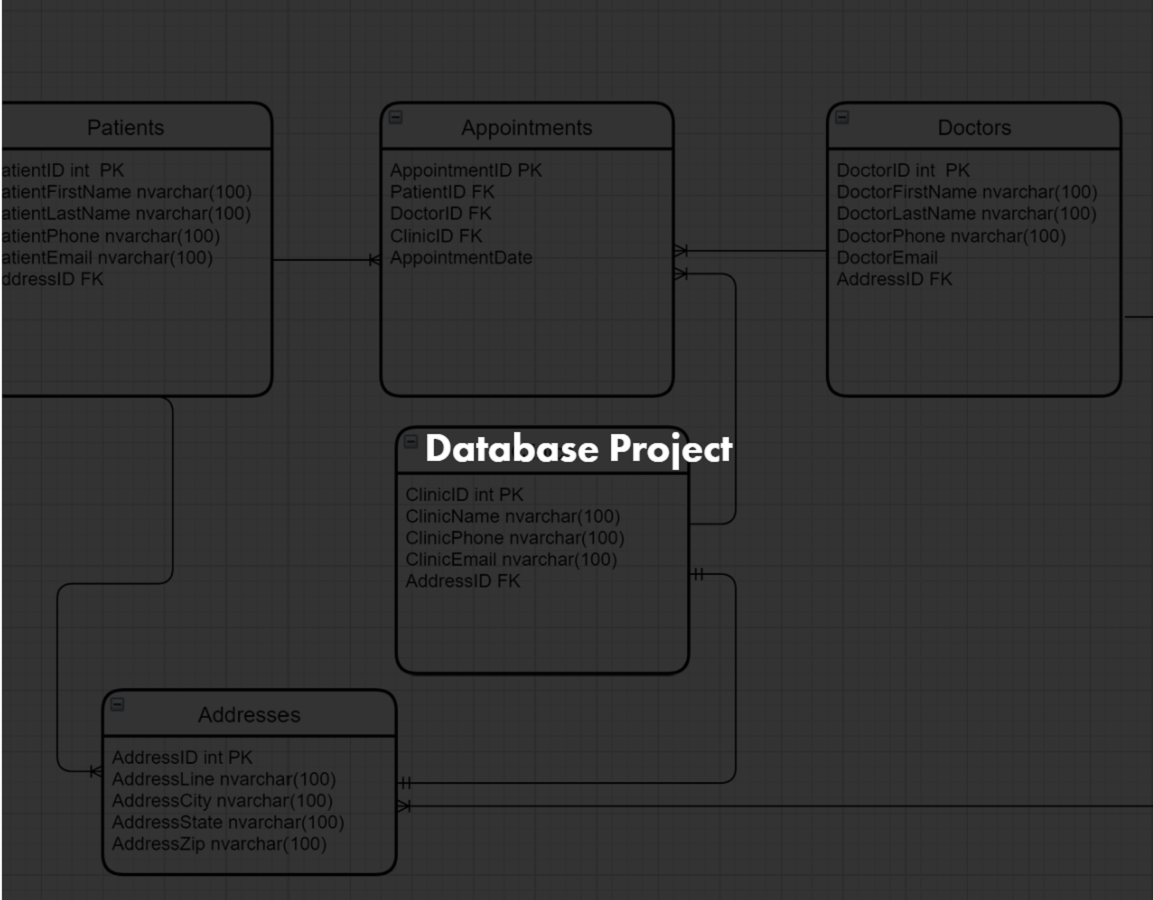 Patients
atientID int  PK
atientFirstName nvarchar(100)
atientLastName nvarchar(100)
atientPhone nvarchar(100)
atientEmail nvarchar(100)
ddressID FK
Appointments
AppointmentID PK
PatientID FK
DoctorID FK
ClinicID FK
AppointmentDate
Doctors
DoctorID int  PK
DoctorFirstName nvarchar(100)
DoctorLastName nvarchar(100)
DoctorPhone nvarchar(100)
DoctorEmail
AddressID FK
Database Project
ClinicID int PK
ClinicName nvarchar(100)
ClinicPhone nvarchar(100)
ClinicEmail nvarchar(100)
AddressID FK
Addresses
AddressID int PK
AddressLine nvarchar(100)
AddressCity nvarchar(100)
AddressState nvarchar(100)
AddressZip nvarchar(100)